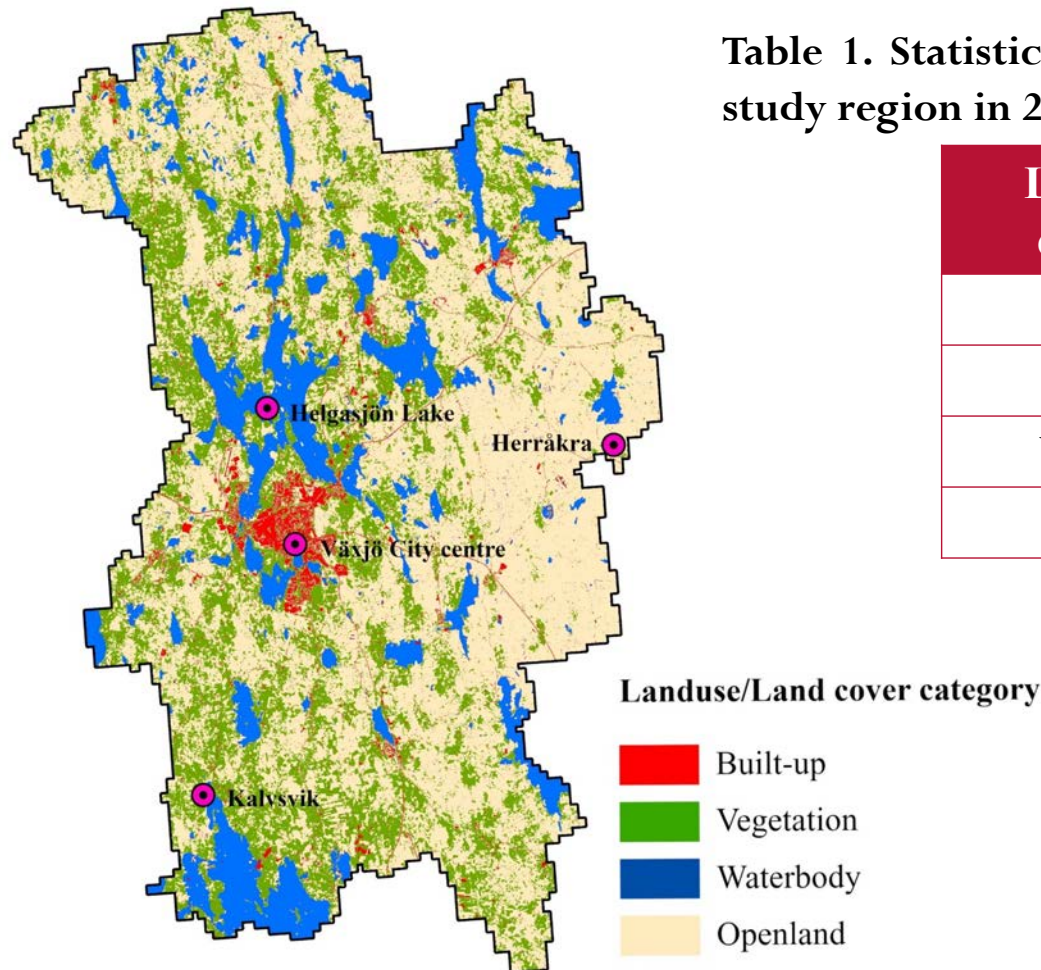 Table 1. Statistic
study region in 2
Helgasjön Lake
Herråkra
Växjö City centre
Kalvsvik
Landuse/Land cover category
Built-up
Vegetation
Waterbody
Openland